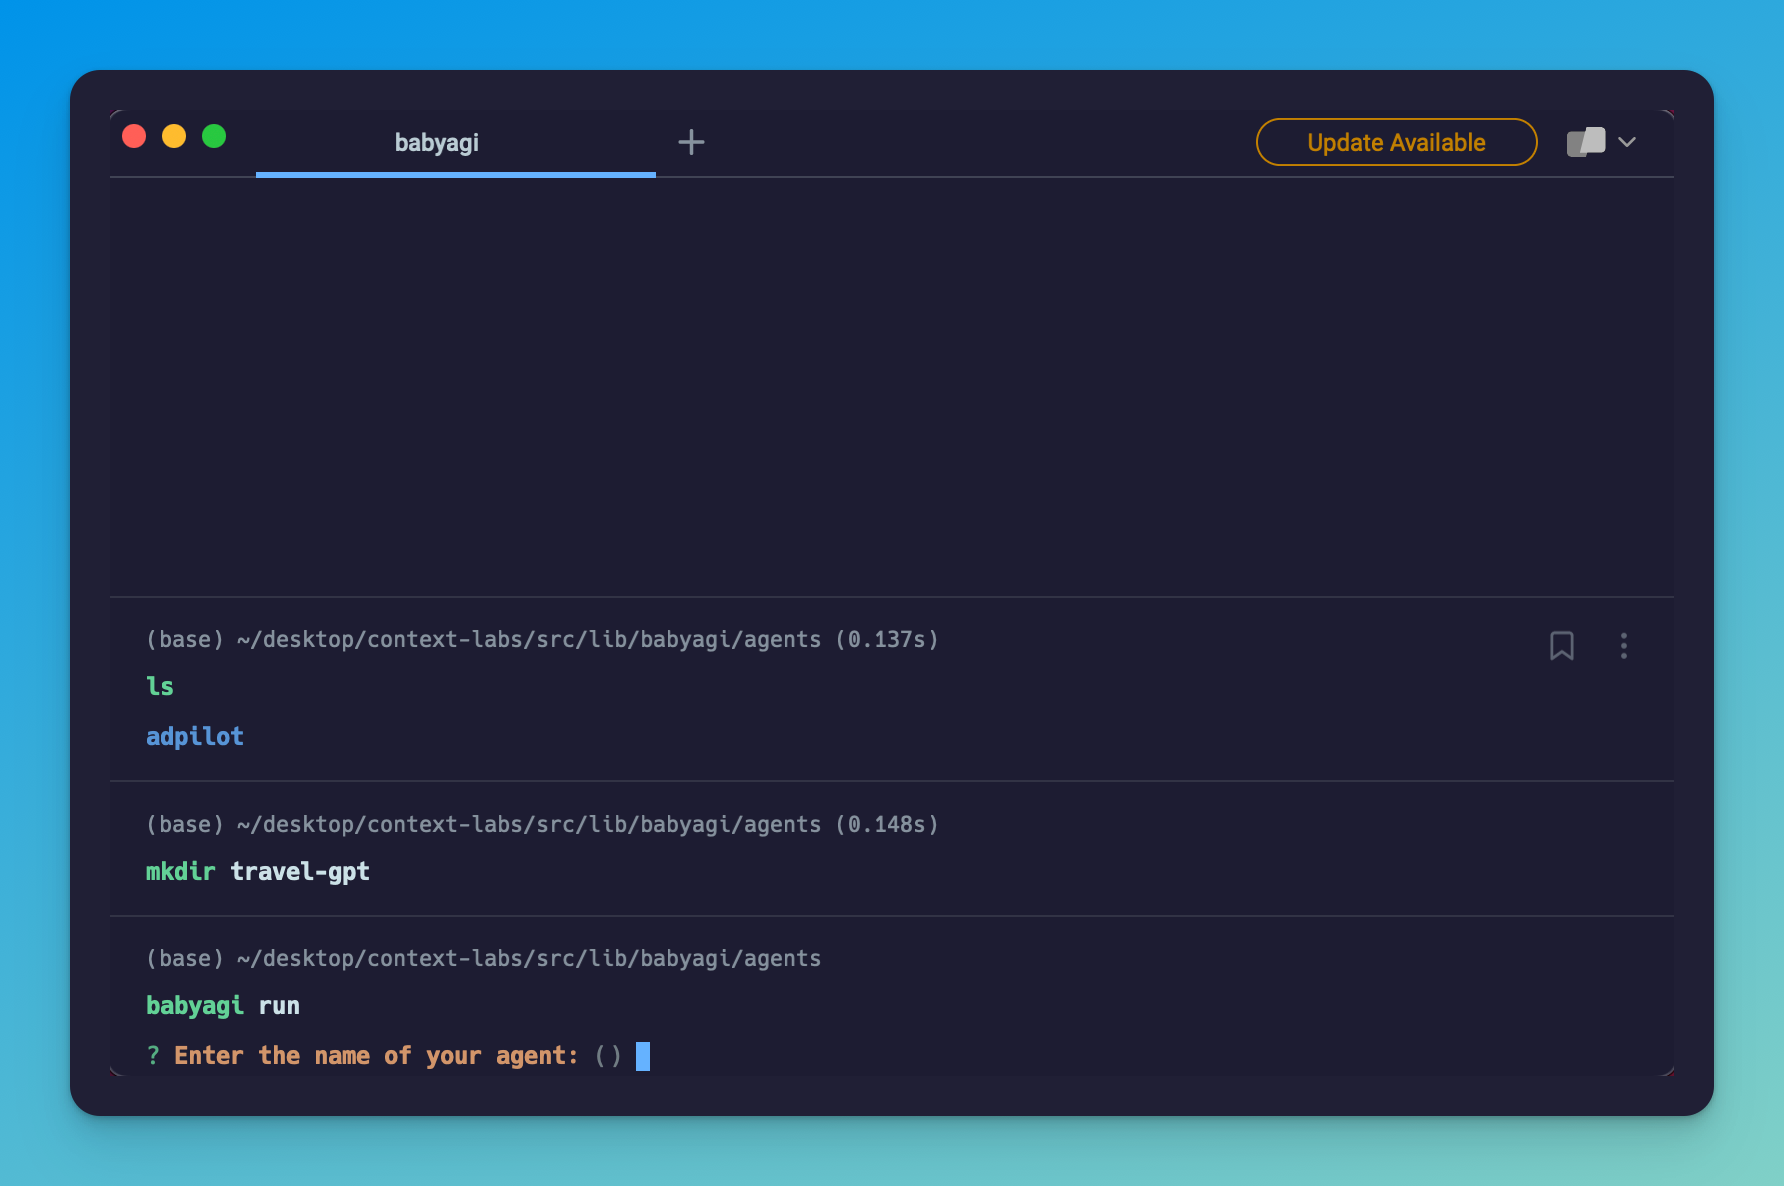 babyagi
Update Available
(base) ~/desktop/context-labs/src/lib/babyagi/agents (0.137s)
ls
adpilot
(base) ~/desktop/context-labs/src/lib/babyagi/agents (0.148s)
mkdir travel-gpt
(base) ~/desktop/context-labs/src/lib/babyagi/agents
babyagi run
? Enter the name of your agent: ()